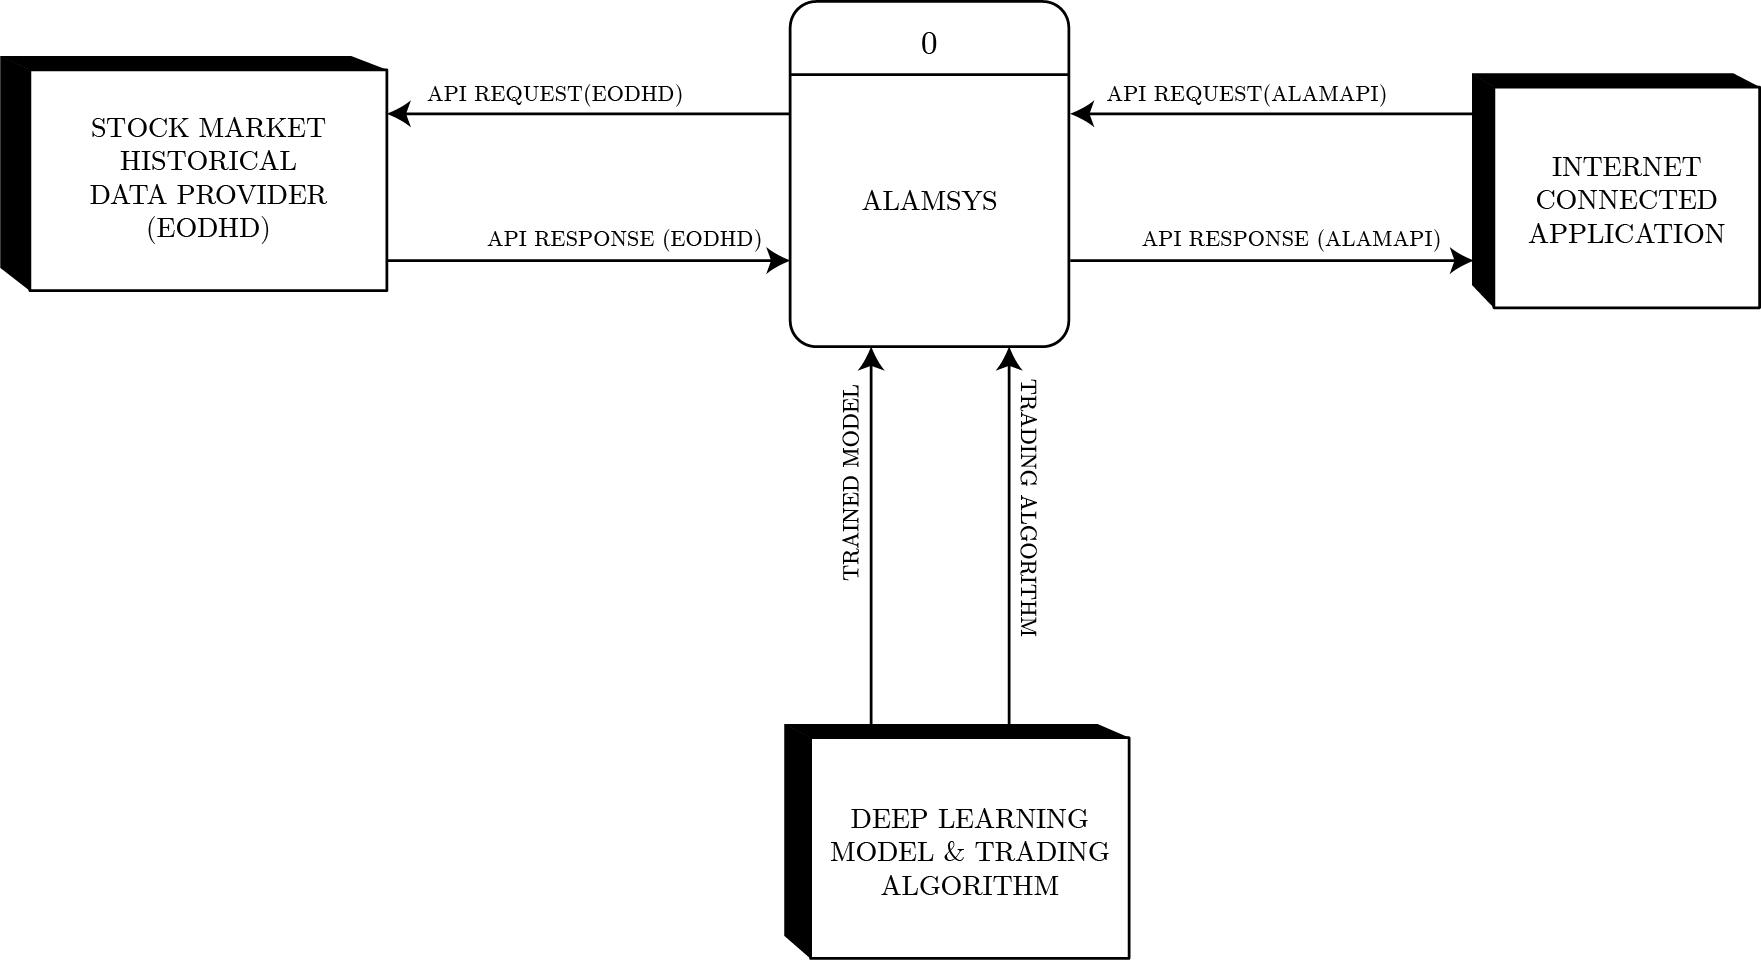 0
API REQUEST(EODHD)
API REQUEST(ALAMAPI)
STOCK MARKET
HISTORICAL
DATA PROVIDER
(EODHD)
ALAMSYS
INTERNET
CONNECTED
APPLICATION
API RESPONSE (EODHD)
API RESPONSE (ALAMAPI)
TRAINED MODEL
TRADING ALGORITHM
DEEP LEARNING
MODEL & TRADING
ALGORITHM